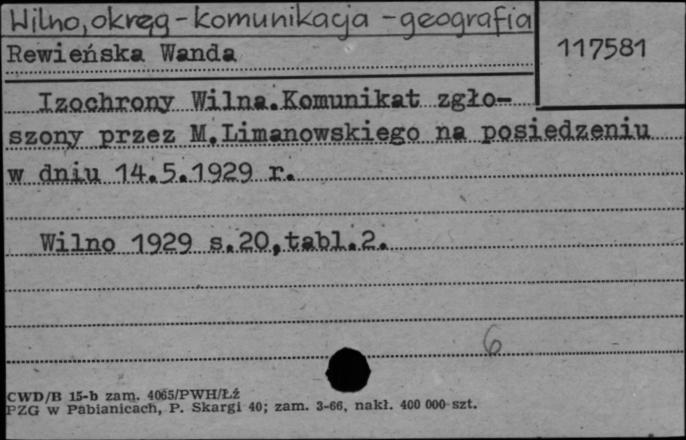 Wilno, okręg - komunikacja - geografia
Rewieńska Wanda
117581
Izochrony Wilna.Komunikat zgło-
szony przez M.Limanowskiego na posiedzeniu
w dniu 14.5.1929 r.
Wilno 1929 s.20,tabl.2.
6
CWD/B 15-b zam. 4065/PWH/Łż
PZG w Pabianicach, P. Skargi 40; zam. 3-66, nakł. 400 000 szt.